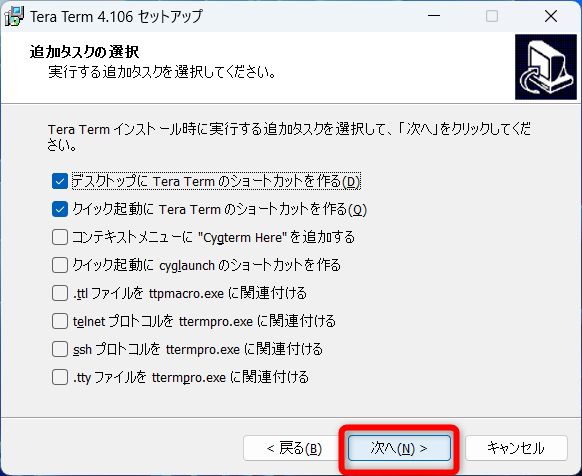 Tera Term 4.106 セットアップ
追加タスクの選択
実行する追加タスクを選択してください。
Tera Term インストール時に実行する追加タスクを選択して、「次へ」をクリックしてくだ
さい。
デスクトップに Tera Term のショートカットを作る(D)
クイック起動に Tera Term のショートカットを作る(Q)
コンテキストメニューに "Cygterm Here" を追加する
クイック起動に cyglaunch のショートカットを作る
.ttl ファイルを ttpmacro.exe に関連付ける
telnet プロトコルを ttermpro.exe に関連付ける
ssh プロトコルを ttermpro.exe に関連付ける
.tty ファイルを ttermpro.exe に関連付ける
< 戻る(B) 次へ(N) > キャンセル